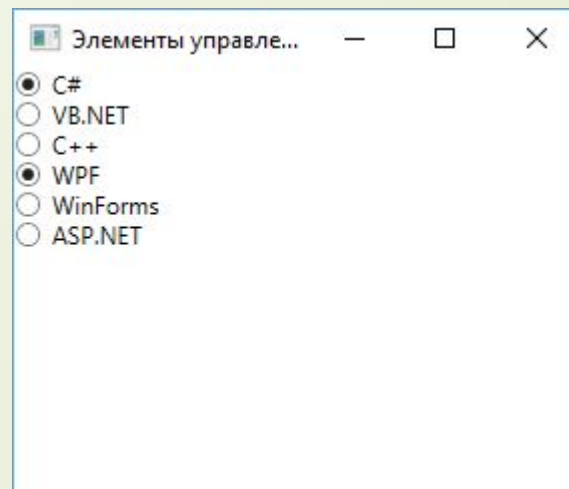 Элементы управле...
C#
VB.NET
C++
WPF
WinForms
ASP.NET